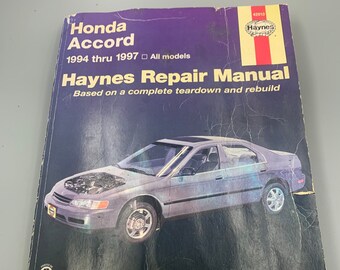 Honda
Accord
1994 thru 1997 □ All models
Haynes
Haynes Repair Manual
Based on a complete teardown and rebuild